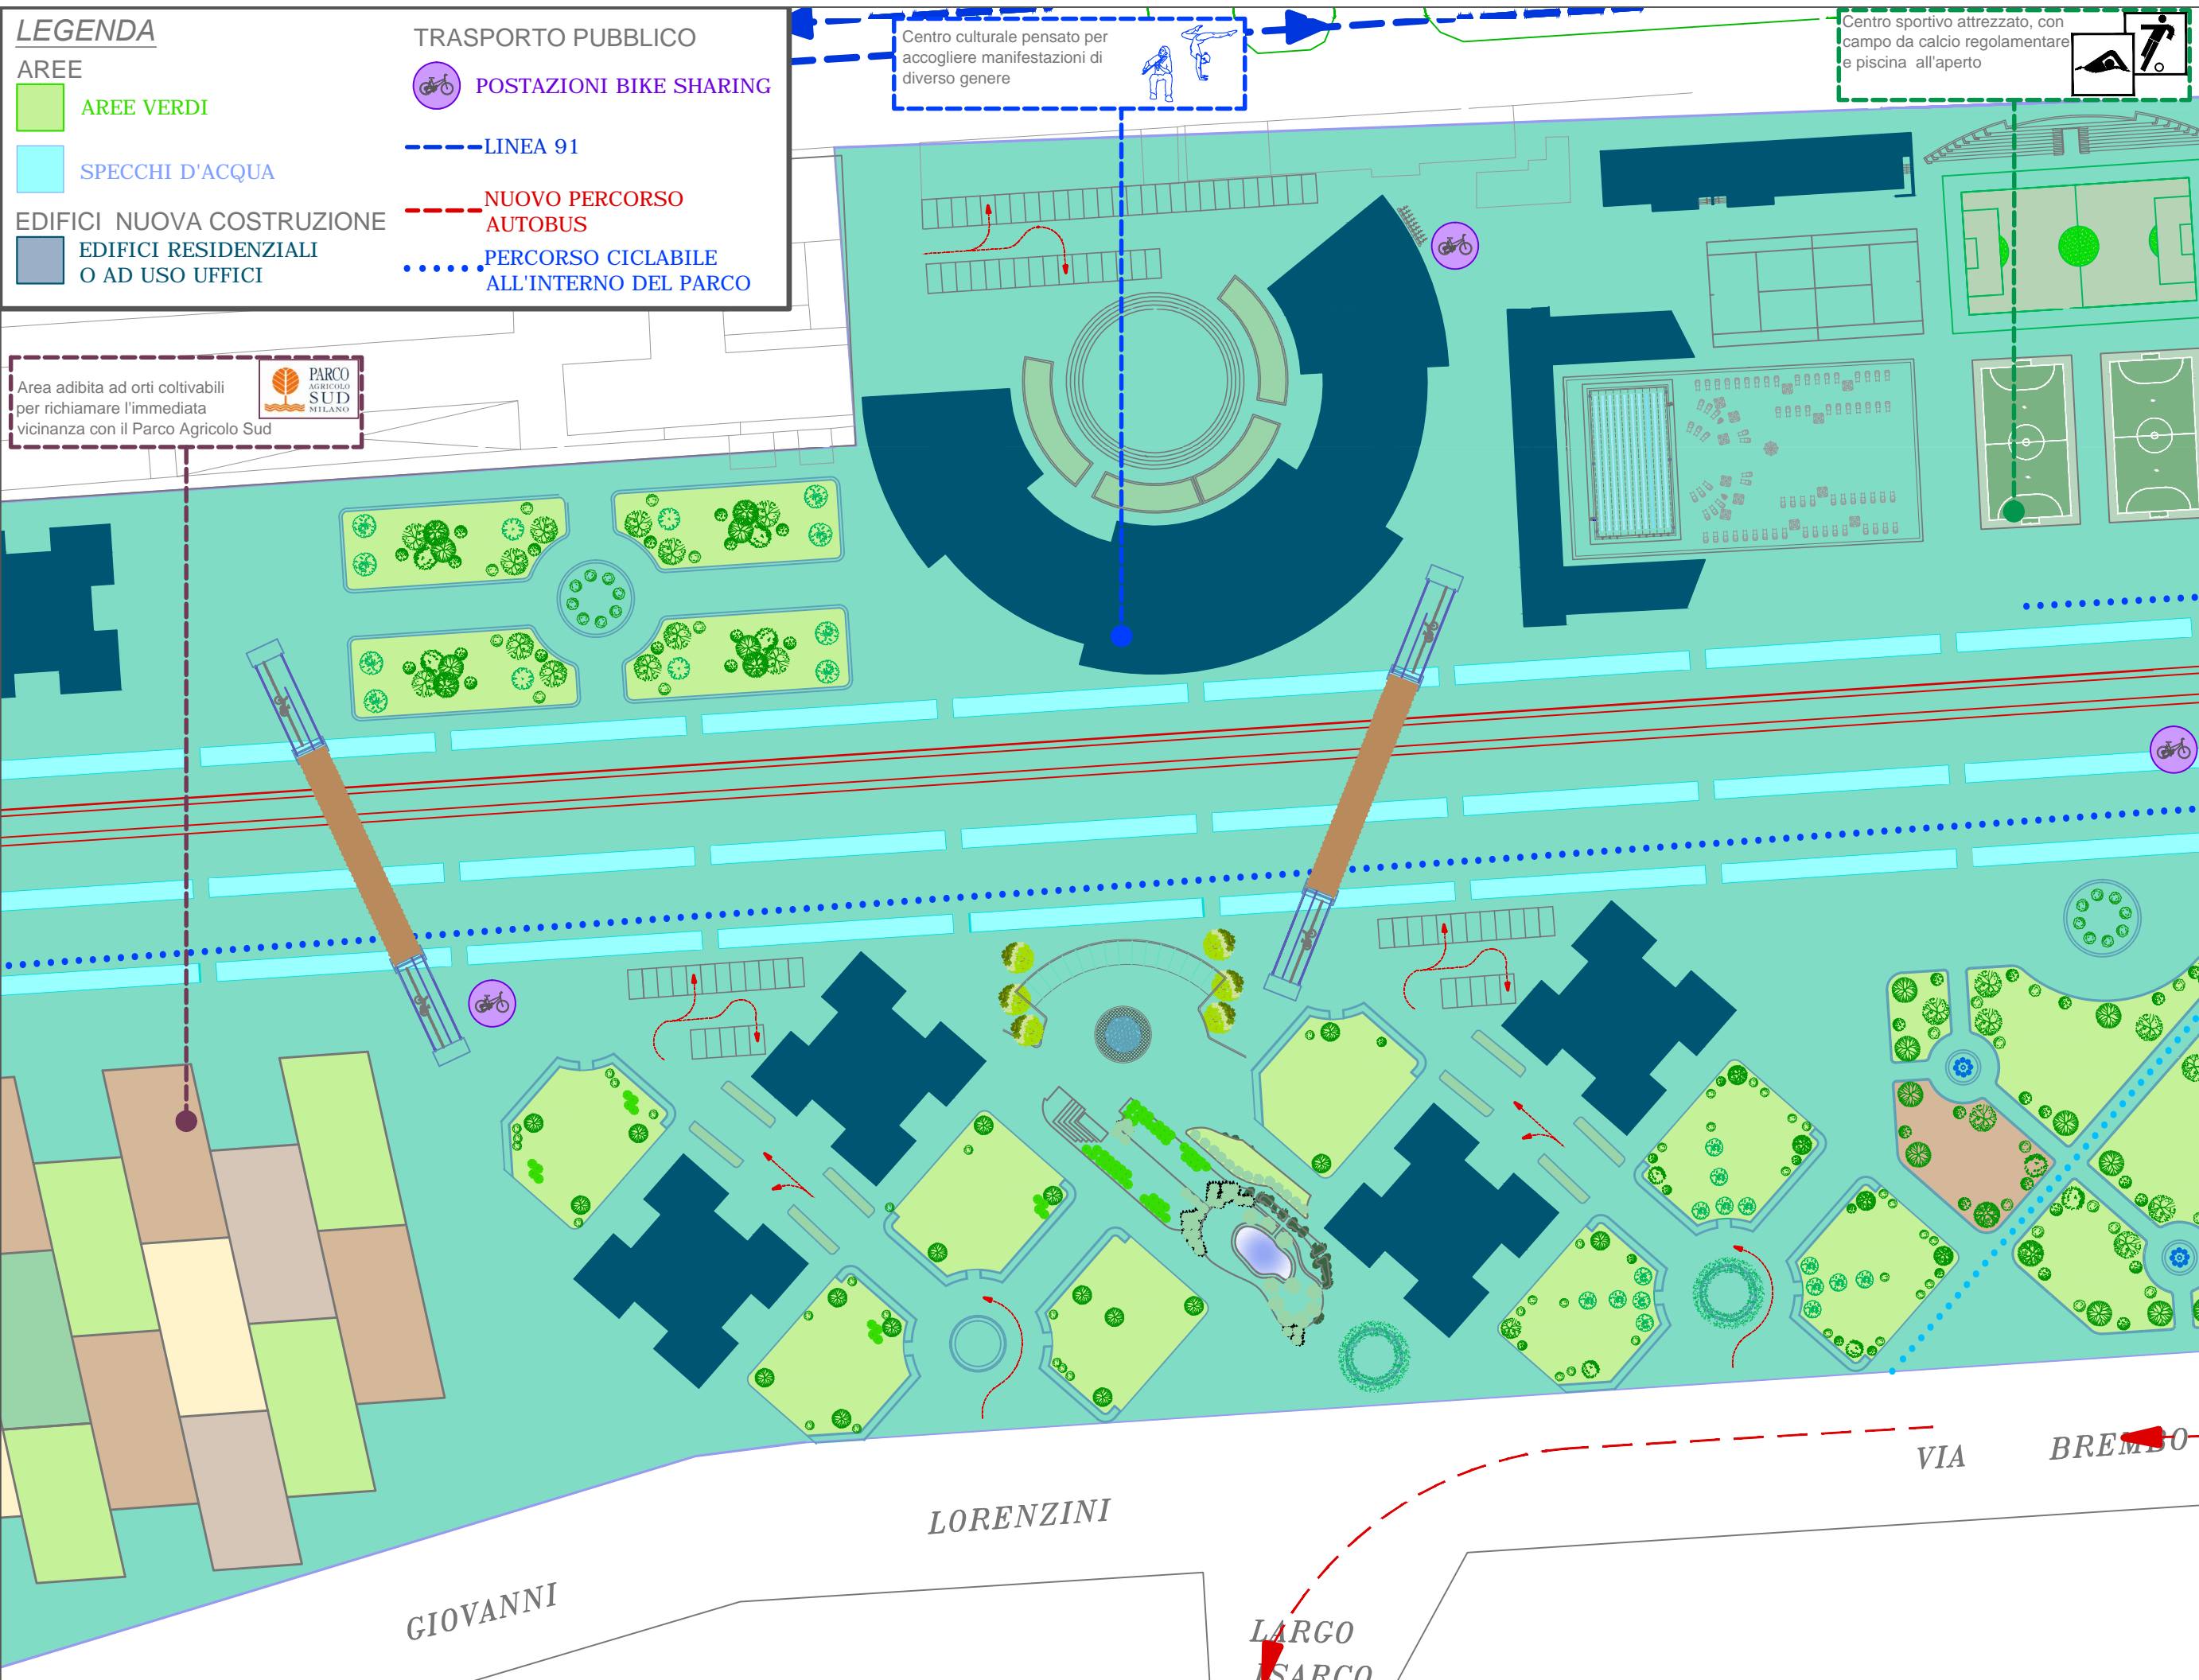 LEGENDA
AREE
AREE VERDI
SPECCHI D'ACQUA
EDIFICI NUOVA COSTRUZIONE
EDIFICI RESIDENZIALI
O AD USO UFFICI
TRASPORTO PUBBLICO
POSTAZIONI BIKE SHARING
LINEA 91
NUOVO PERCORSO
AUTOBUS
PERCORSO CICLABILE
ALL'INTERNO DEL PARCO
Centro culturale pensato per
accogliere manifestazioni di
diverso genere
Centro sportivo attrezzato, con
campo da calcio regolamentare
e piscina all'aperto
Area adibita ad orti coltivabili
per richiamare l'immediata
vicinanza con il Parco Agricolo Sud
PARCO
AGRICOLO
SUD
MILANO
VIA BREMBO
LORENZINI
GIOVANNI
LARGO
ISARCO